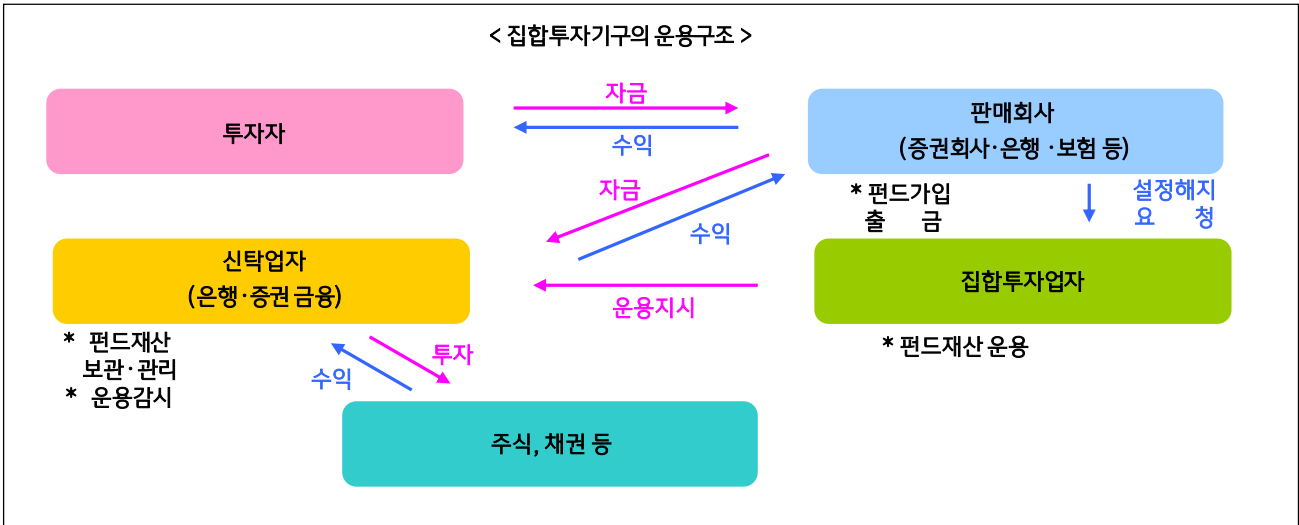 < 집합투자기구의 운용구조 >
자금
투자자
수익
판매회사
(증권회사·은행 ·보험 등)
자금
수익
* 펀드가입
출 금
설정해지
요 청
신탁업자
(은행·증권 금융)
운용지시
집합투자업자
* 펀드재산
보관·관리
* 운용감시
투자
수익
* 펀드재산 운용
주식, 채권 등